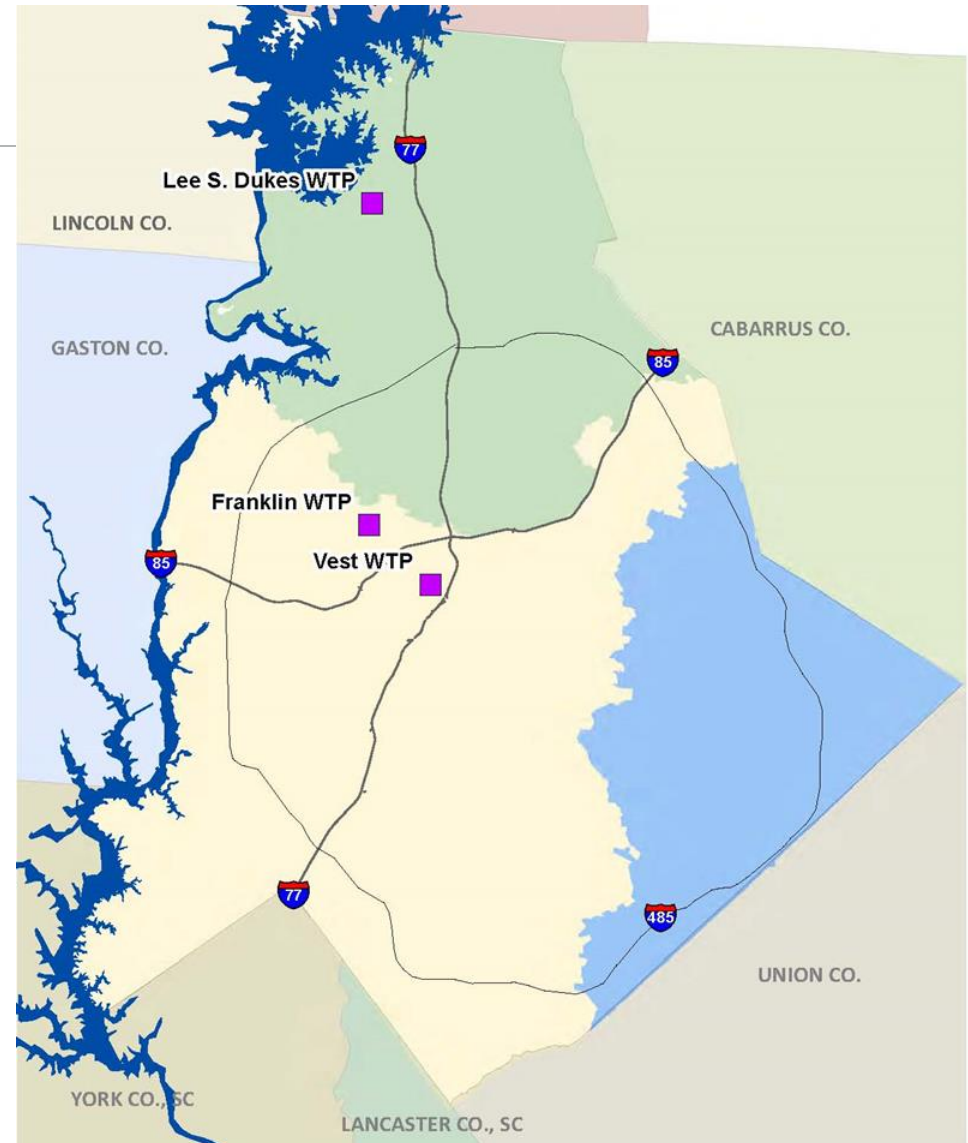 77
Lee S. Dukes WTP
LINCOLN CO.
CABARRUS CO.
GASTON CO.
85
Franklin WTP
Vest WTP
85
77
485
UNION CO.
YORK CO., SC
LANCASTER CO., SC